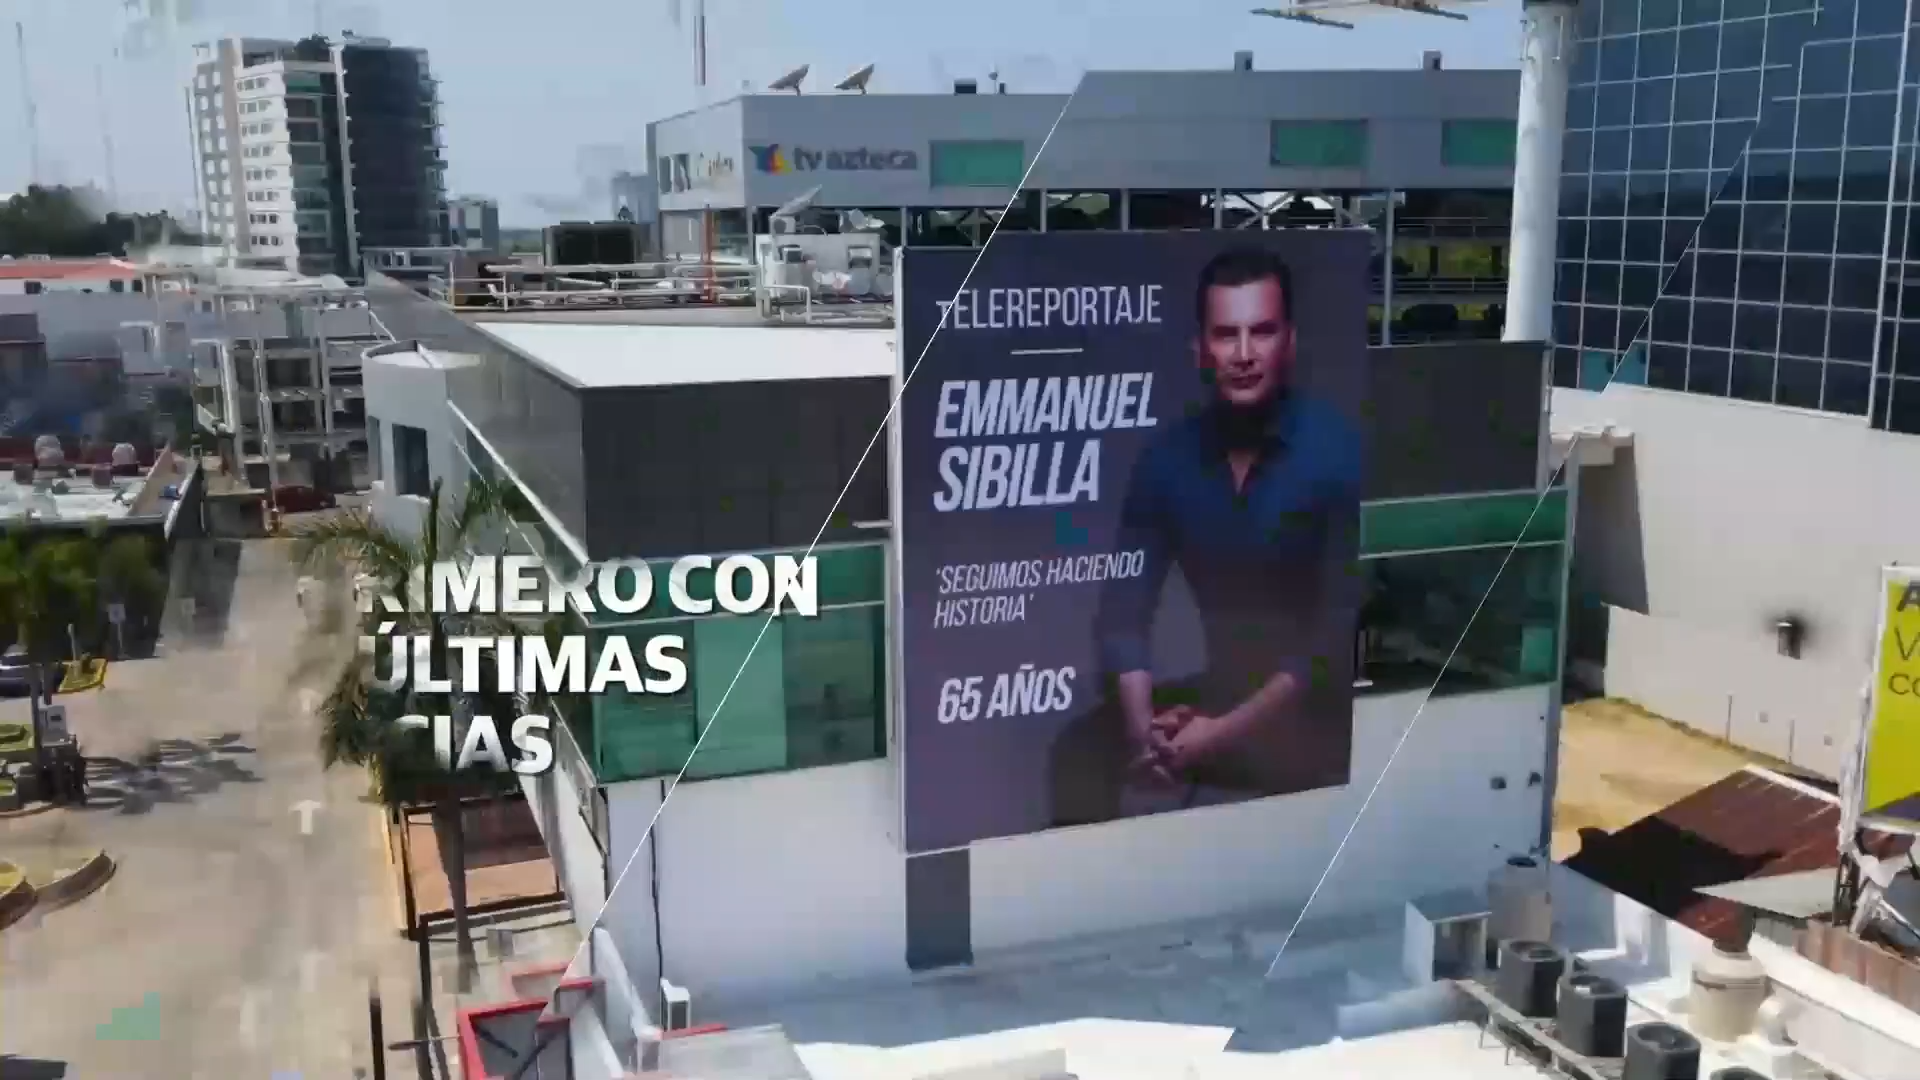 tv azteca
TELEREPORTAJE
EMMANUEL
SIBILLA
'SEGUIMOS HACIENDO
HISTORIA'
65 AÑOS
RIMERO CON
ÚLTIMAS
CIAS